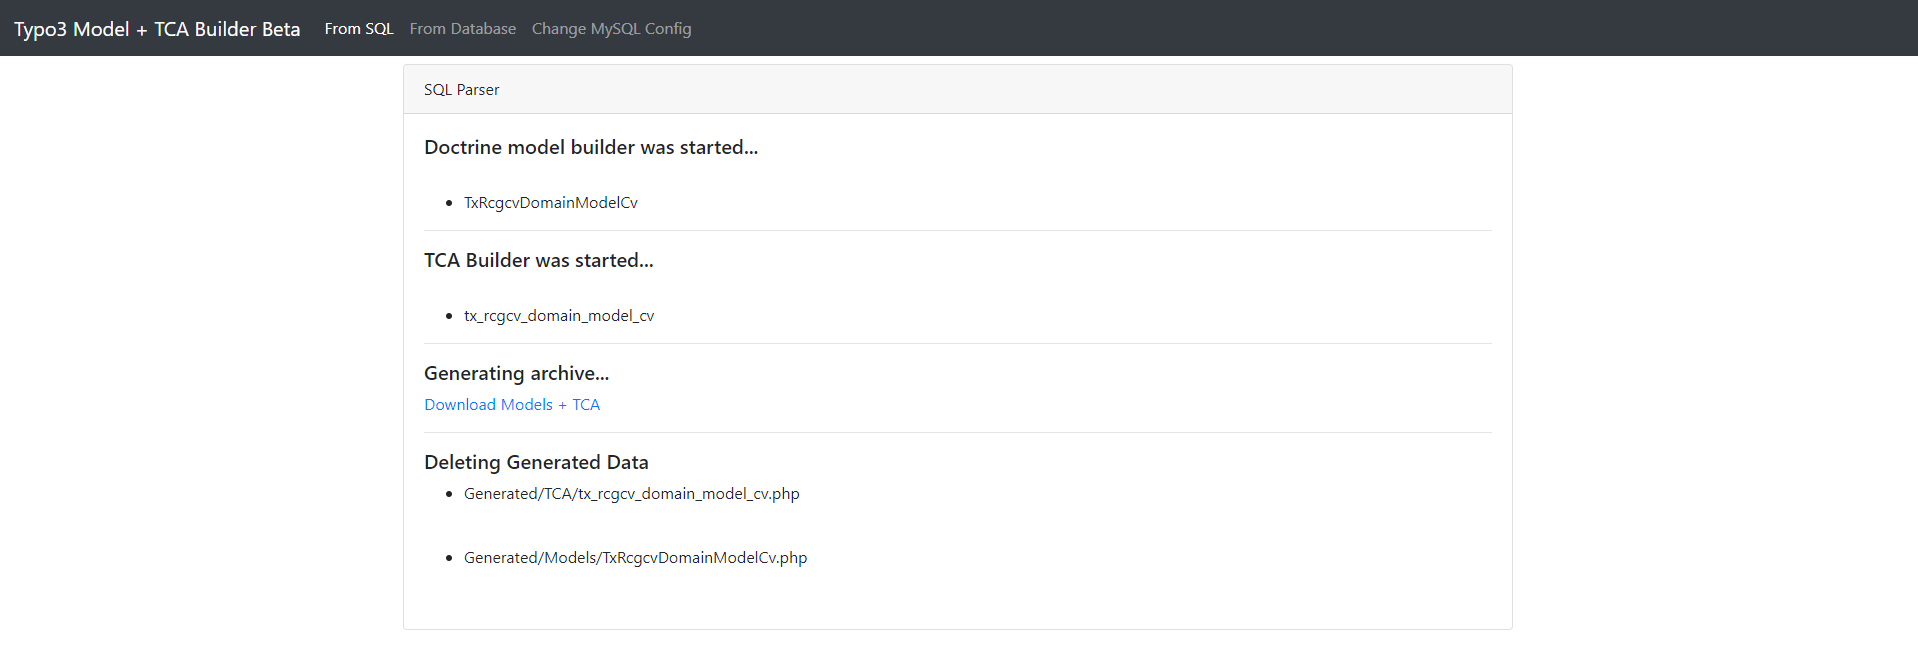 Typo3 Model + TCA Builder Beta From SQL From Database Change MySQL Config
SQL Parser
Doctrine model builder was started...
TxRcgcvDomainModelCv
TCA Builder was started...
tx_rcgcv_domain_model_cv
Generating archive...
Download Models + TCA
Deleting Generated Data
Generated/TCA/tx_rcgcv_domain_model_cv.php
Generated/Models/TxRcgcvDomainModelCv.php